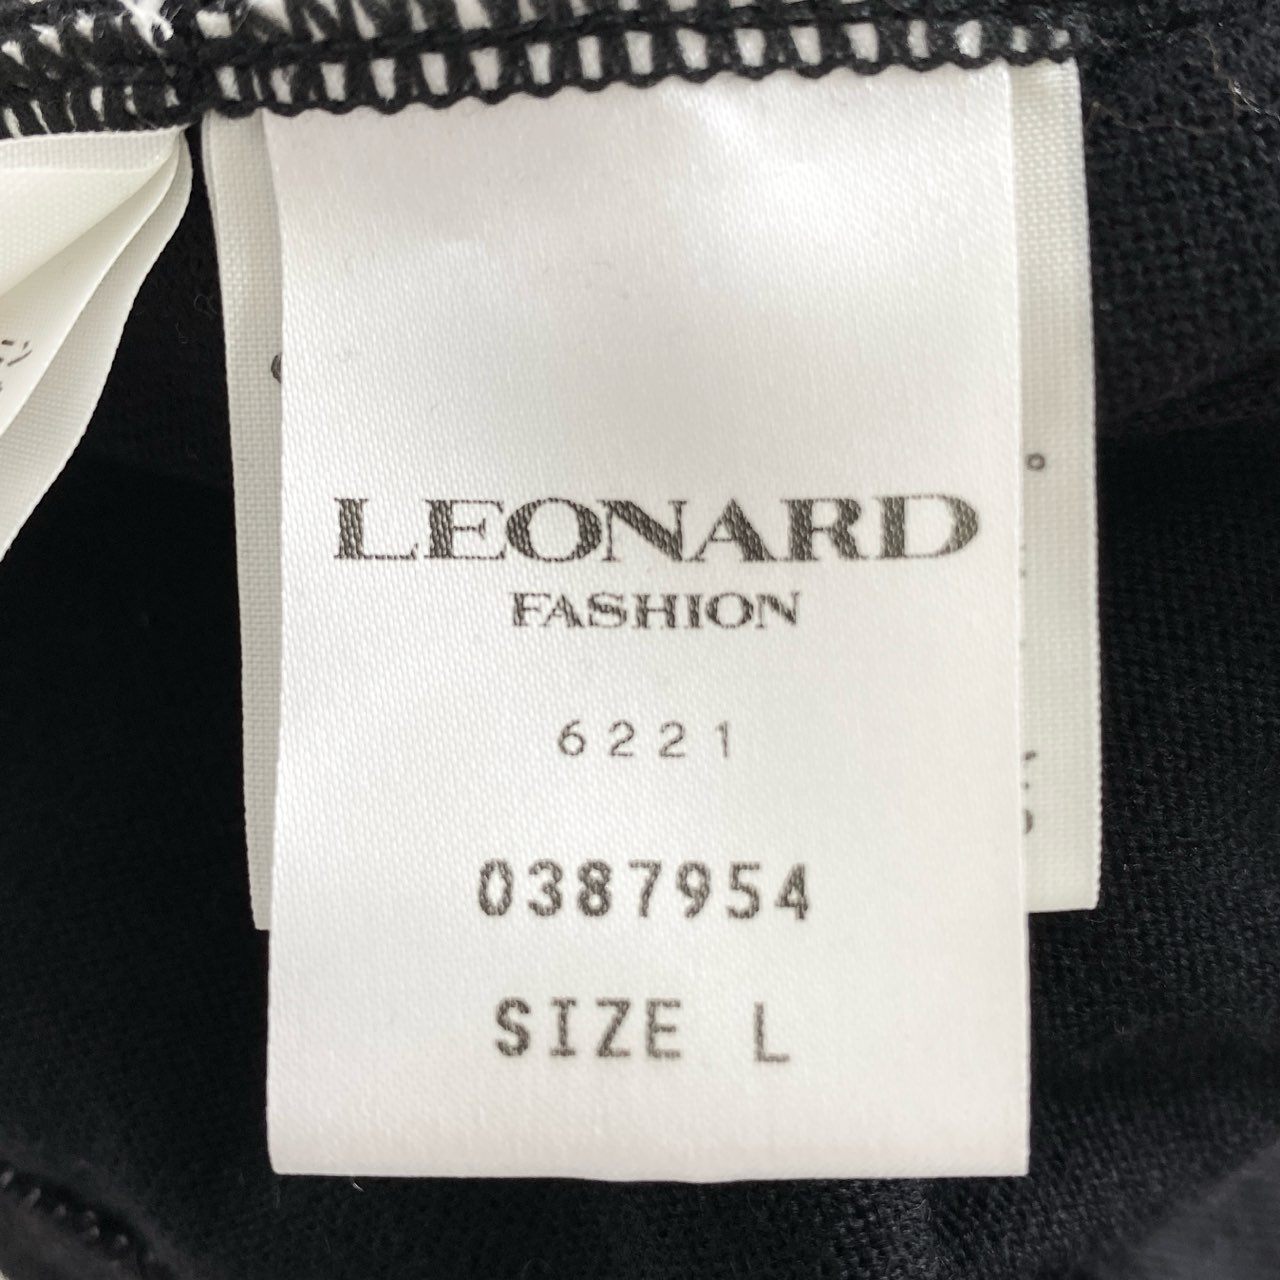 LEONARD
FASHION
6221
0387954
SIZE L